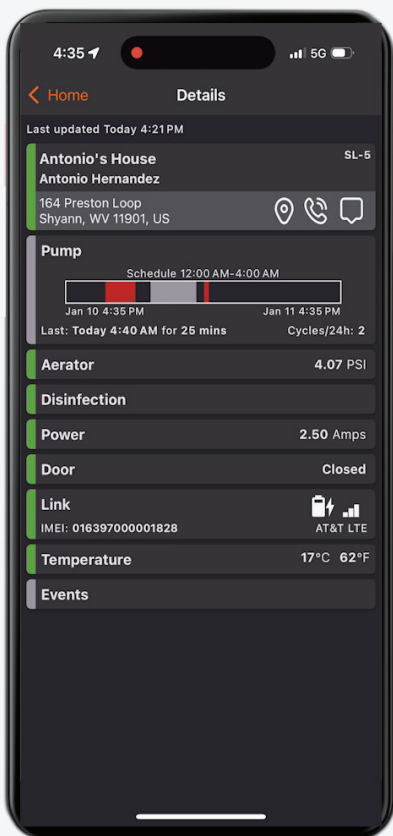 4:35
5G
Home
Details
Last updated Today 4:21 PM
Antonio's House
SL-5
Antonio Hernandez
164 Preston Loop
Shyann, WV 11901, US
Pump
Schedule 12:00 AM-4:00 AM
Jan 10 4:35 PM
Jan 11 4:35 PM
Last: Today 4:40 AM for 25 mins
Cycles/24h: 2
Aerator
4.07 PSI
Disinfection
Power
2.50 Amps
Door
Closed
Link
IMEI: 016397000001828
AT&T LTE
Temperature
17°C 62°F
Events